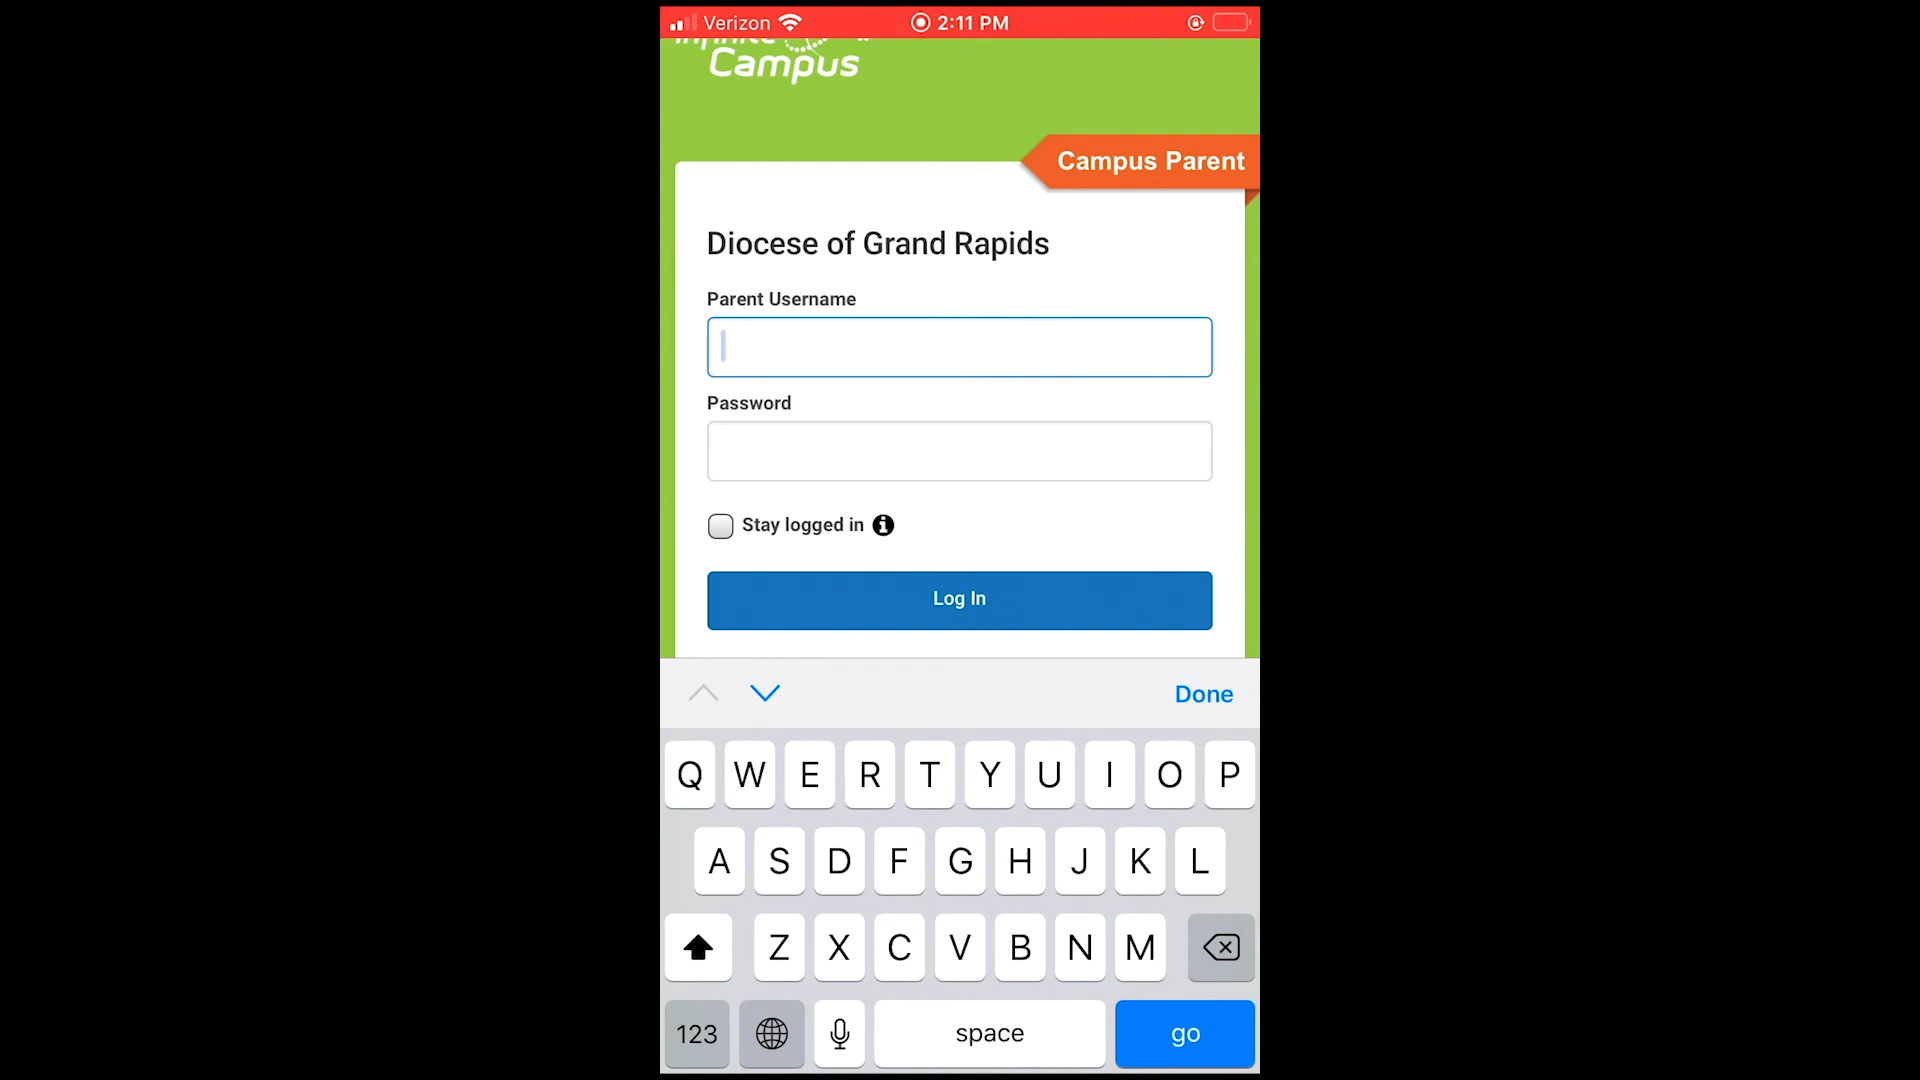 Verizon 2:11 PM
Infinite
Campus
Campus Parent
Diocese of Grand Rapids
Parent Username
Password
Stay logged in
Log In
Done
Q W E R T Y U I O P
A S D F G H J K L
Z X C V B N M
123 space go